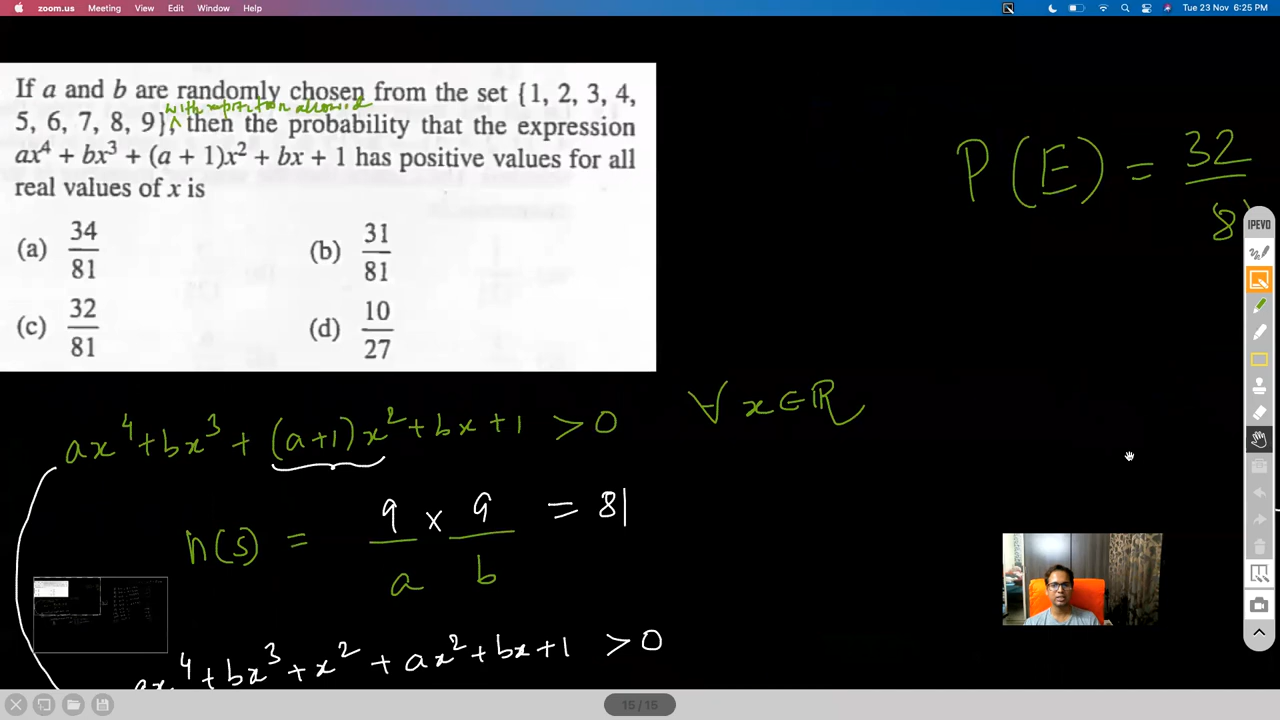 zoom.us Meeting View Edit Window Help Tue 23 Nov 6:25 PM
If a and b are randomly chosen from the set {1, 2, 3, 4,
with repetition allowed
5, 6, 7, 8, 9}, then the probability that the expression
ax⁴ + bx³ + (a + 1)x² + bx + 1 has positive values for all
real values of x is
(a) 34/81 (b) 31/81
(c) 32/81 (d) 10/27
P(E) = 32/8
IPEVO
ax⁴+bx³+(a+1)x²+bx+1 >0 ∀ x∈ℝ
n(s) = 9 × 9 = 81
a b
ax⁴+bx³+x²+ax²+bx+1 >0
15 / 15